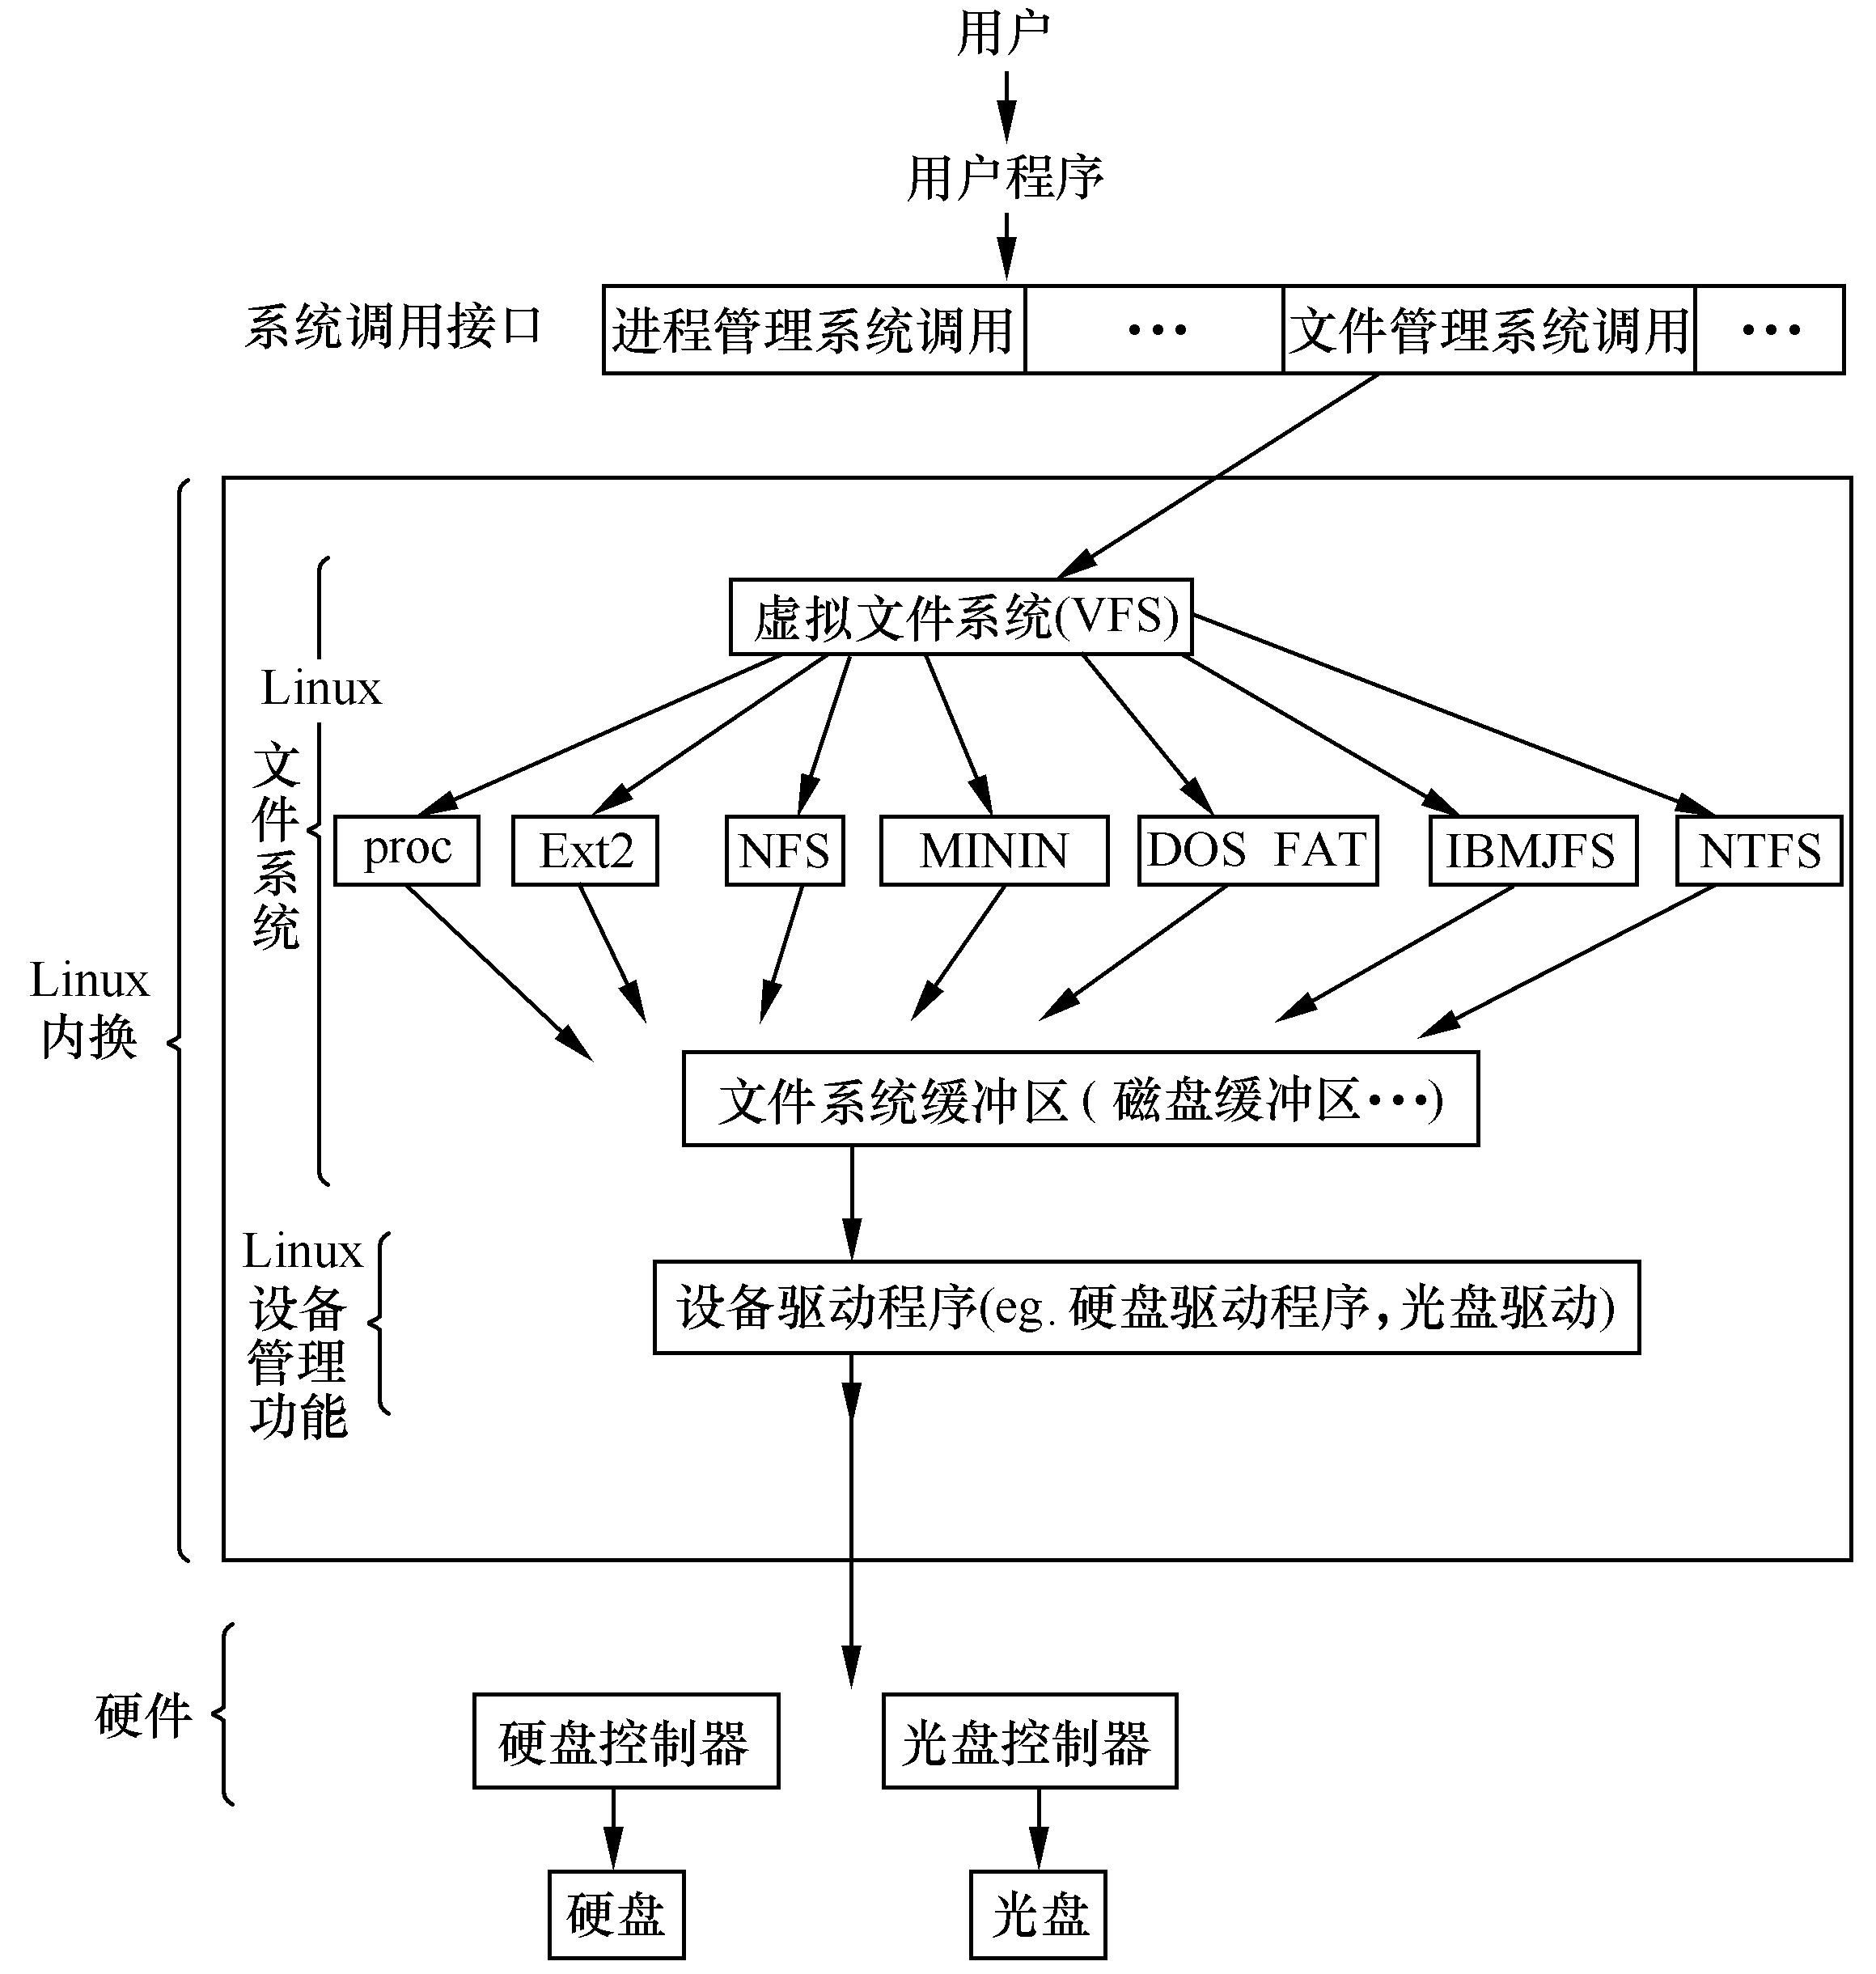 用户
用户程序
系统调用接口
进程管理系统调用
···
文件管理系统调用
···
虚拟文件系统(VFS)
Linux
文
件
系
统
proc
Ext2
NFS
MININ
DOS FAT
IBMJFS
NTFS
Linux
内换
文件系统缓冲区(磁盘缓冲区···)
Linux
设备
管理
功能
设备驱动程序(eg.硬盘驱动程序,光盘驱动)
硬件
硬盘控制器
光盘控制器
硬盘
光盘